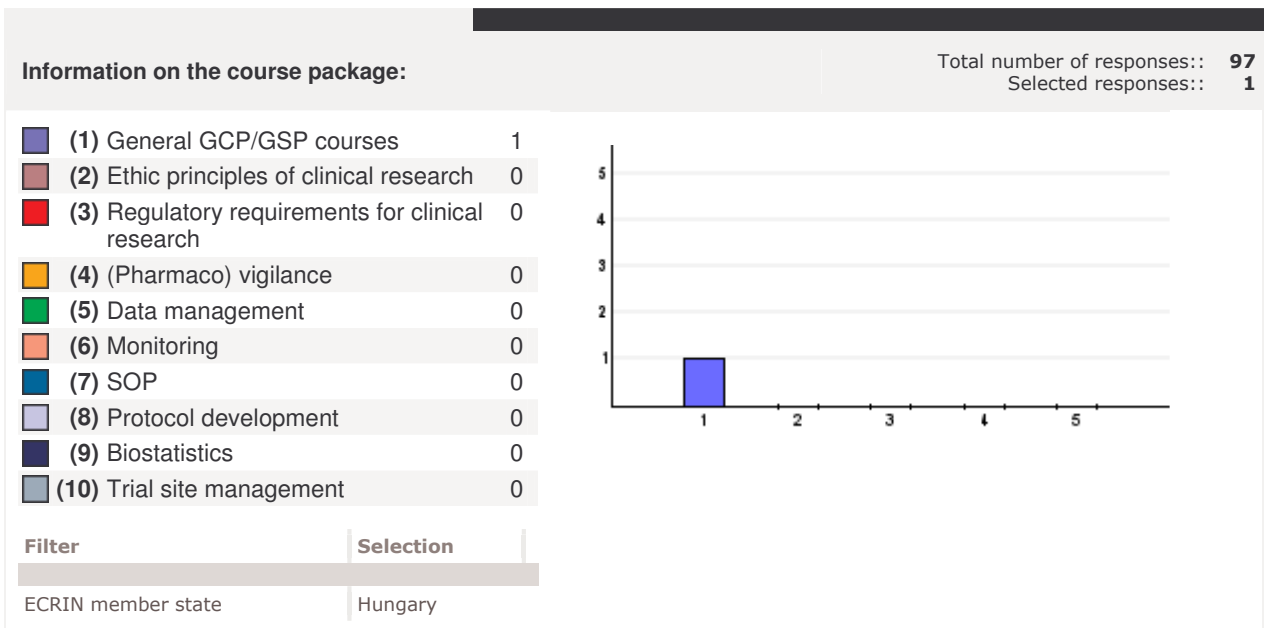 Information on the course package:
Total number of responses:: 97
Selected responses:: 1
(1) General GCP/GSP courses 1
(2) Ethic principles of clinical research 0
(3) Regulatory requirements for clinical 0
research
(4) (Pharmaco) vigilance 0
(5) Data management 0
(6) Monitoring 0
(7) SOP 0
(8) Protocol development 0
(9) Biostatistics 0
(10) Trial site management 0
5
4
3
2
1
1 2 3 4 5
Filter Selection
ECRIN member state Hungary